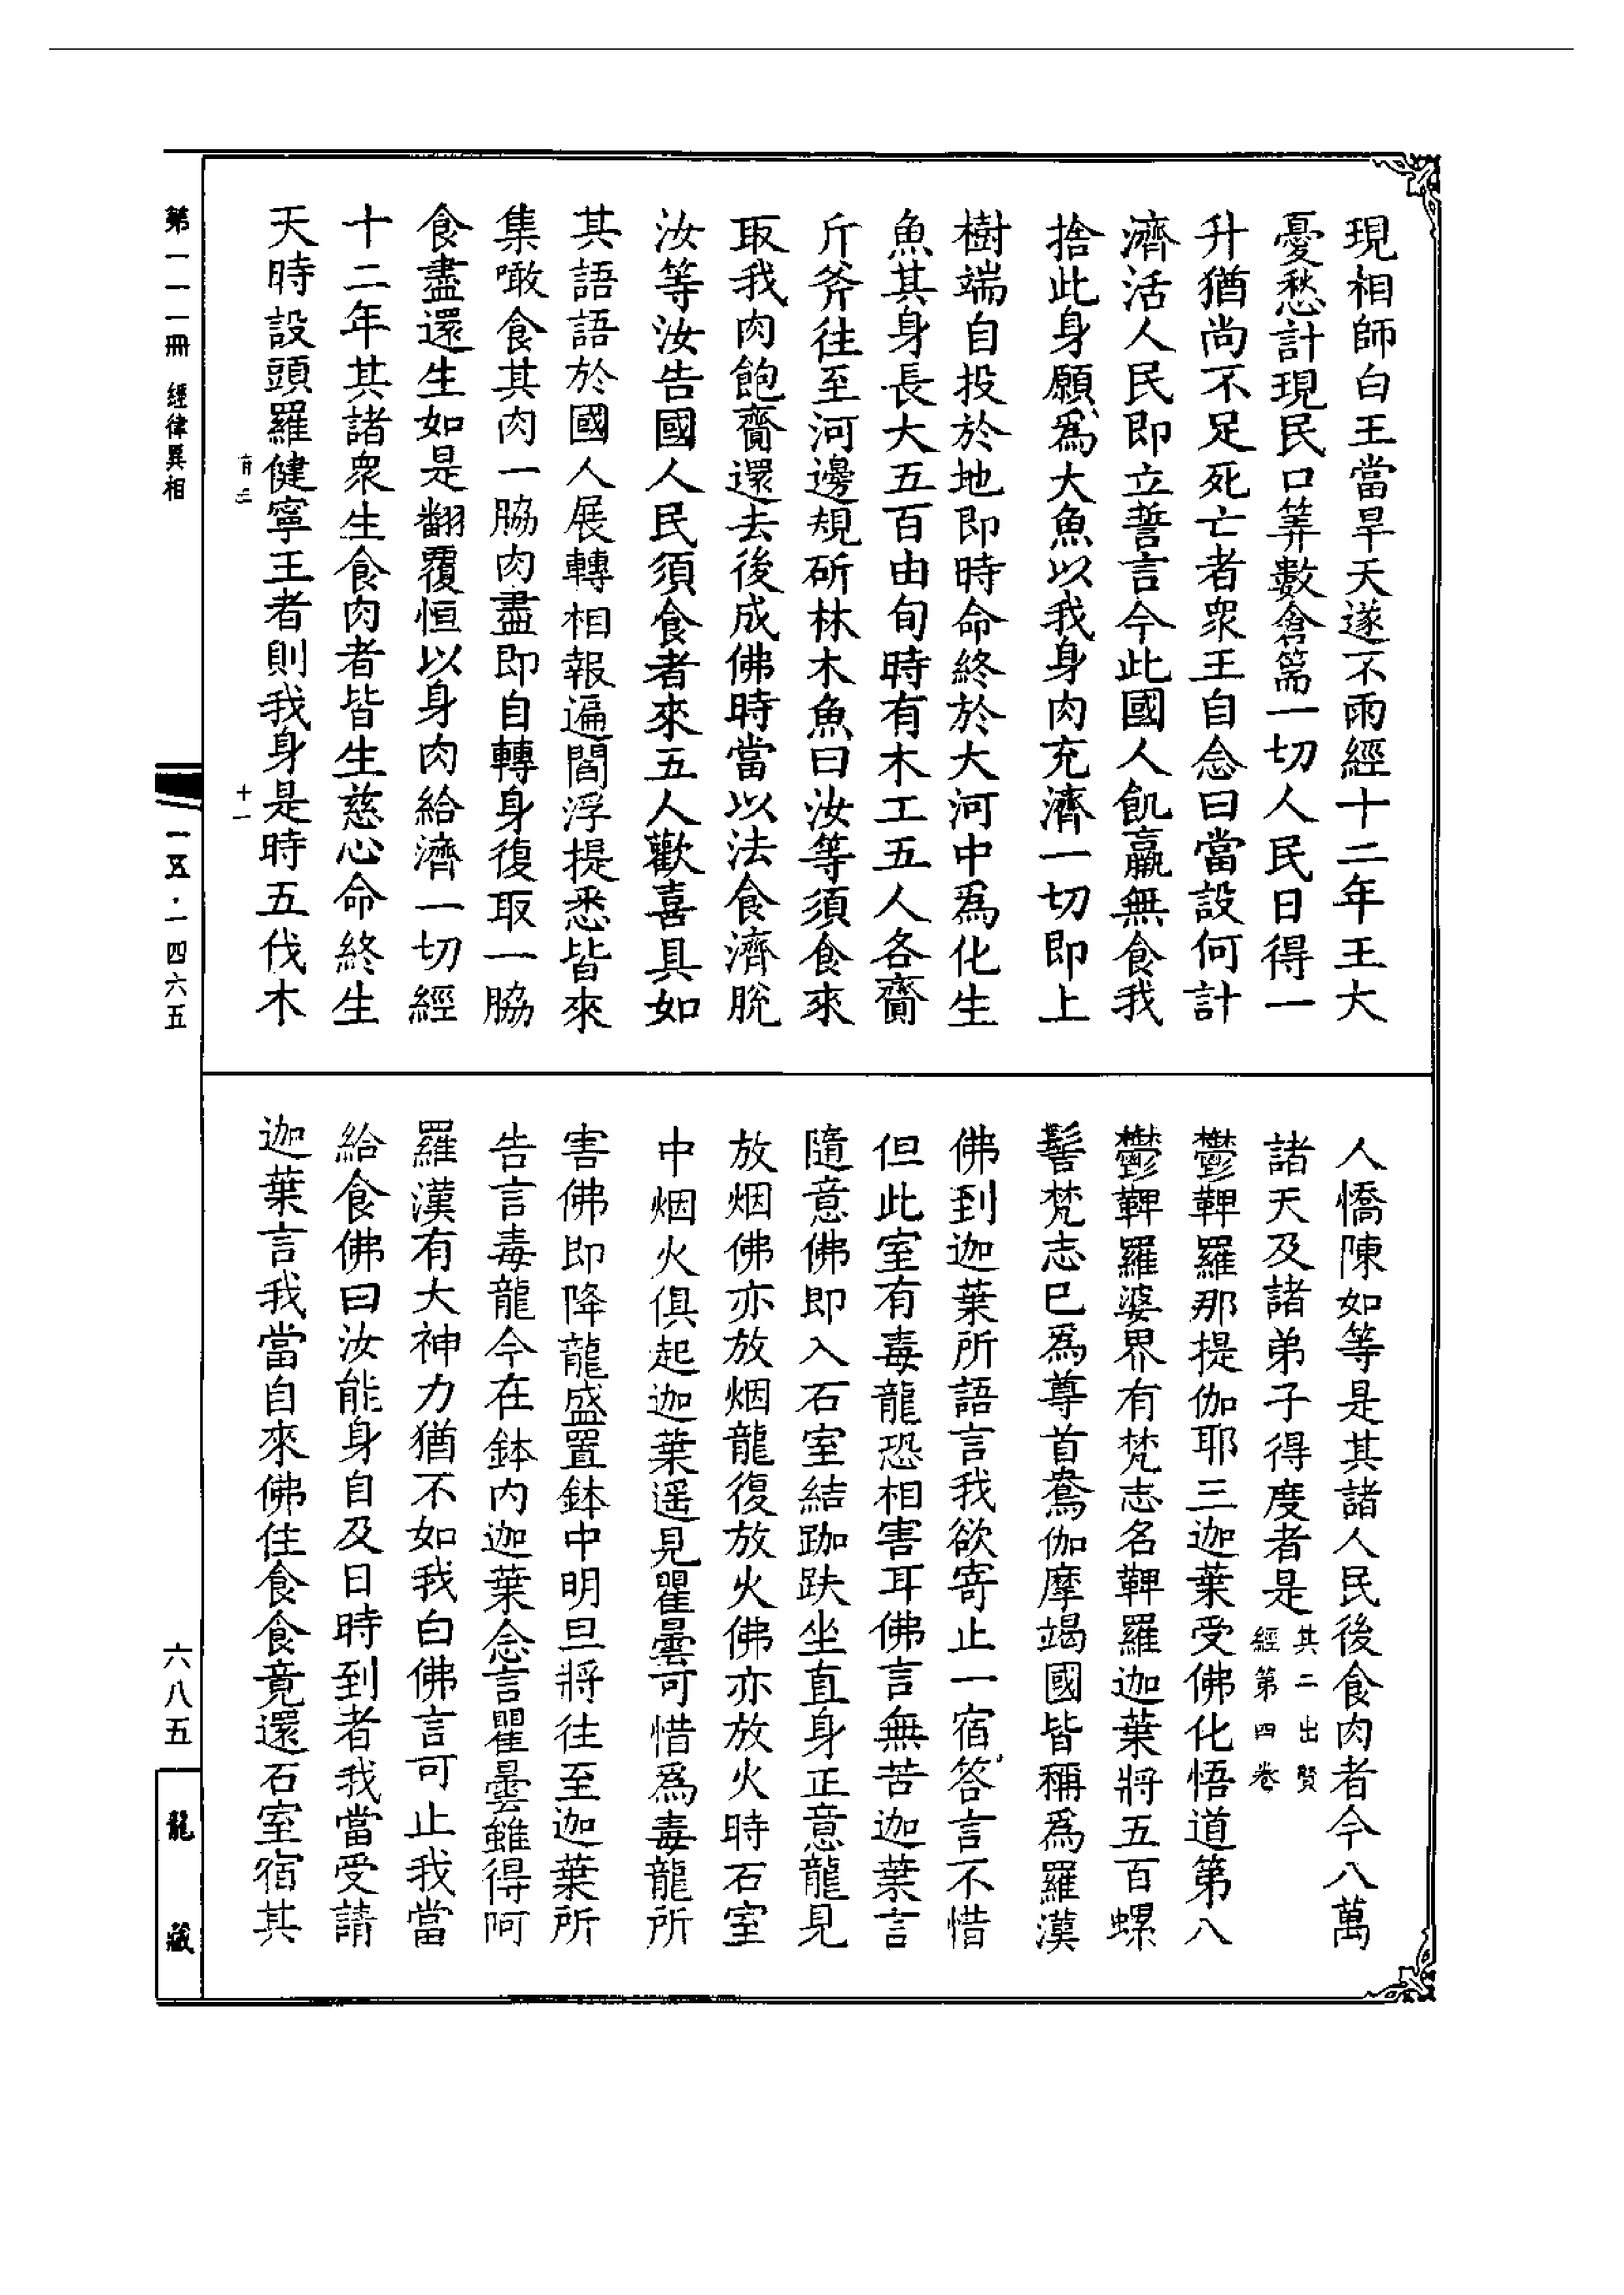 現相師白王當旱天遂不雨經十二年王大
憂愁計現民口筭數倉篅一切人民日得一
升猶尚不足死亡者衆王自念曰當設何計
濟活人民即立誓言今此國人飢羸無食我
捨此身願爲大魚以我身肉充濟一切即上
樹端自投於地即時命終於大河中爲化生
魚其身長大五百由旬時有木工五人各齎
斤斧往至河邊規斫林木魚曰汝等須食來
取我肉飽齎還去後成佛時當以法食濟脫
汝等汝告國人民須食者來五人歡喜具如
其語語於國人展轉相報遍閻浮提悉皆來
集噉食其肉一脇肉盡即自轉身復取一脇
食盡還生如是翻覆恒以身肉給濟一切經
十二年其諸衆生食肉者皆生慈心命終生
天時設頭羅健寧王者則我身是時五伐木
人憍陳如等是其諸人民後食肉者今八萬
諸天及諸弟子得度者是其二出賢
經第四卷
鬱鞞羅那提伽耶三迦葉受佛化悟道第八
鬱鞞羅婆界有梵志名鞞羅迦葉將五百螺
髻梵志已爲尊首鴦伽摩竭國皆稱爲羅漢
佛到迦葉所語言我欲寄止一宿答言不惜
但此室有毒龍恐相害耳佛言無苦迦葉言
隨意佛即入石室結跏趺坐直身正意龍見
放烟佛亦放烟龍復放火佛亦放火時石室
中烟火俱起迦葉遥見瞿曇可惜爲毒龍所
害佛即降龍盛置鉢中明旦將往至迦葉所
告言毒龍今在鉢内迦葉念言瞿曇雖得阿
羅漢有大神力猶不如我白佛言可止我當
給食佛曰汝能身自及日時到者我當受請
迦葉言我當自來佛住食食竟還石室宿其
十一
第一一一冊 經律異相
一五·一四六五
六八五
龍藏